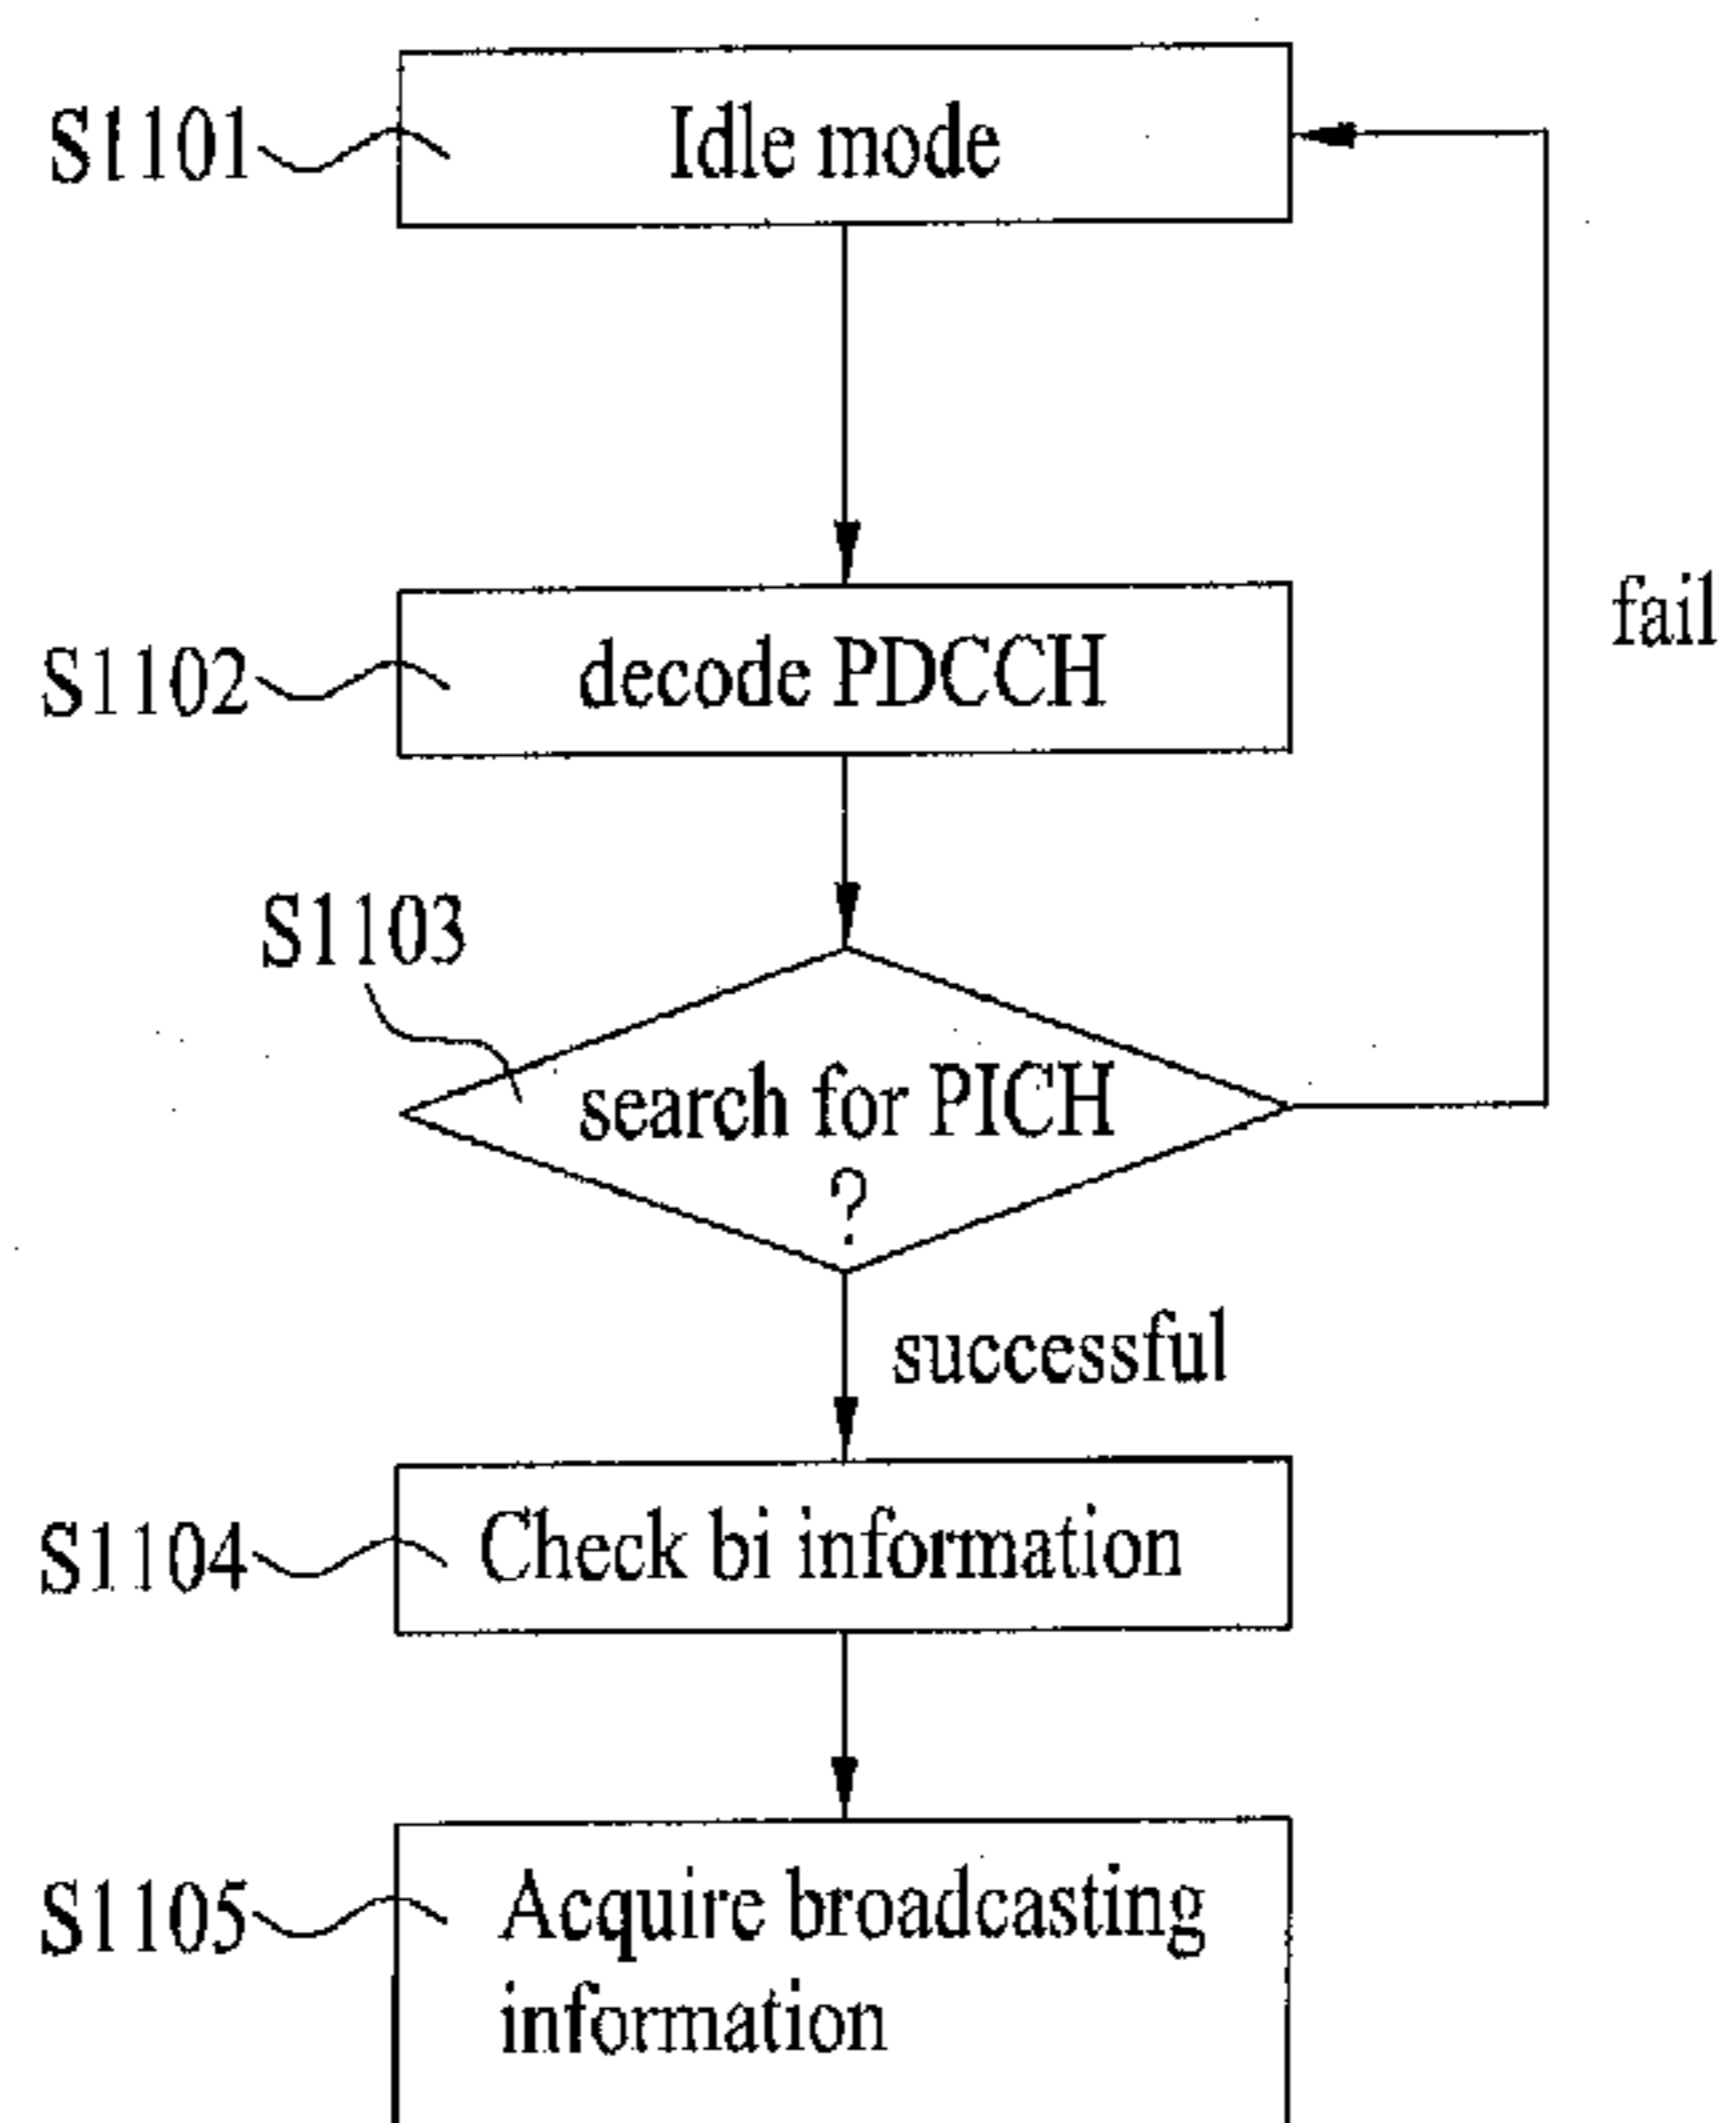 S1101
Idle mode
fail
S1102
decode PDCCH
S1103
search for PICH
?
successful
S1104
Check bi information
S1105
Acquire broadcasting
information